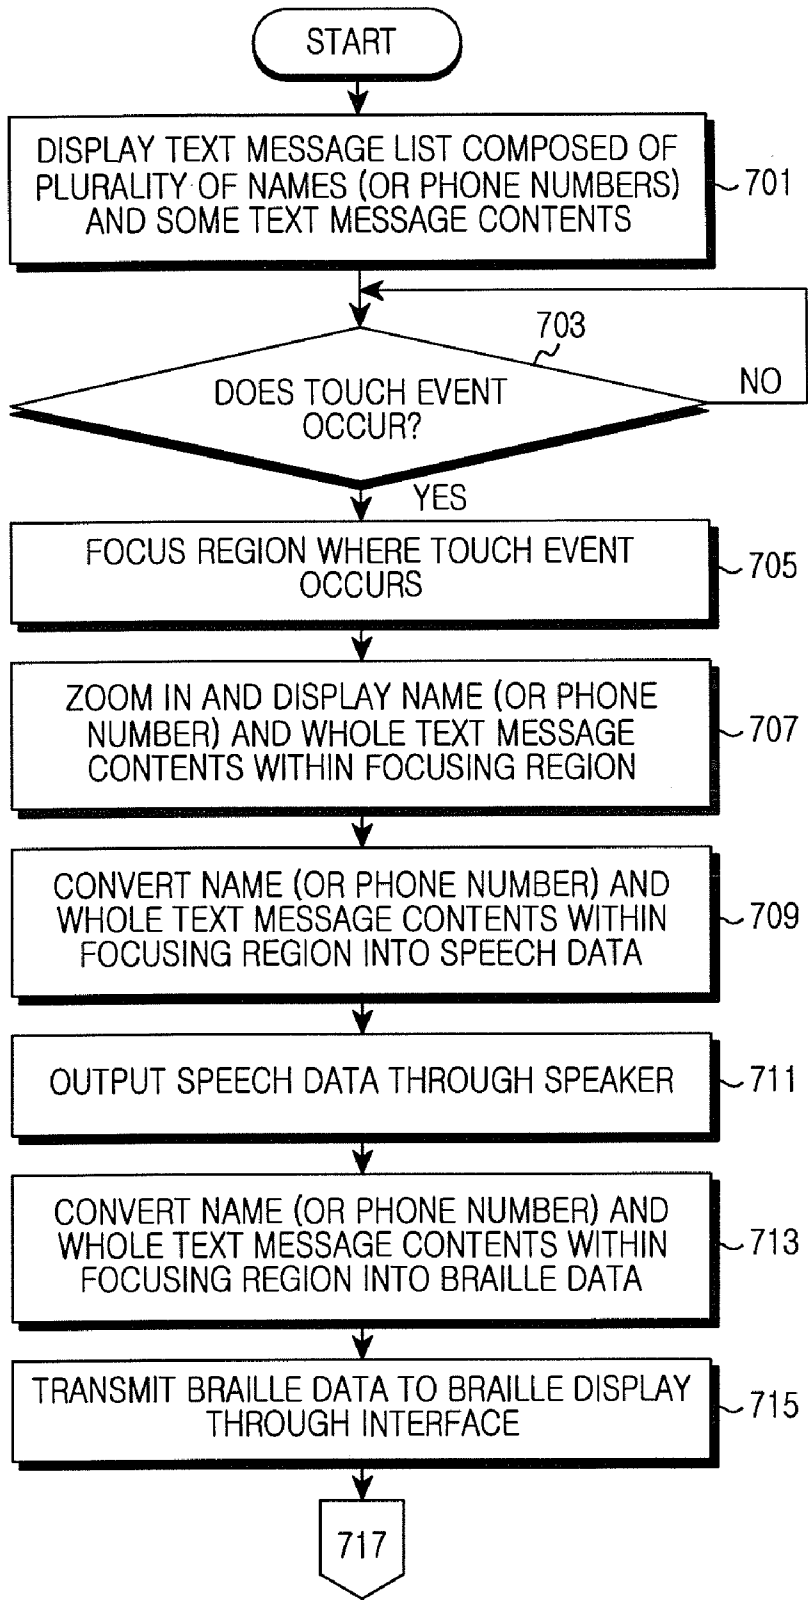 START
DISPLAY TEXT MESSAGE LIST COMPOSED OF
PLURALITY OF NAMES (OR PHONE NUMBERS)
AND SOME TEXT MESSAGE CONTENTS
701
703
DOES TOUCH EVENT
OCCUR?
NO
YES
FOCUS REGION WHERE TOUCH EVENT
OCCURS
705
ZOOM IN AND DISPLAY NAME (OR PHONE
NUMBER) AND WHOLE TEXT MESSAGE
CONTENTS WITHIN FOCUSING REGION
707
CONVERT NAME (OR PHONE NUMBER) AND
WHOLE TEXT MESSAGE CONTENTS WITHIN
FOCUSING REGION INTO SPEECH DATA
709
OUTPUT SPEECH DATA THROUGH SPEAKER
711
CONVERT NAME (OR PHONE NUMBER) AND
WHOLE TEXT MESSAGE CONTENTS WITHIN
FOCUSING REGION INTO BRAILLE DATA
713
TRANSMIT BRAILLE DATA TO BRAILLE DISPLAY
THROUGH INTERFACE
715
717